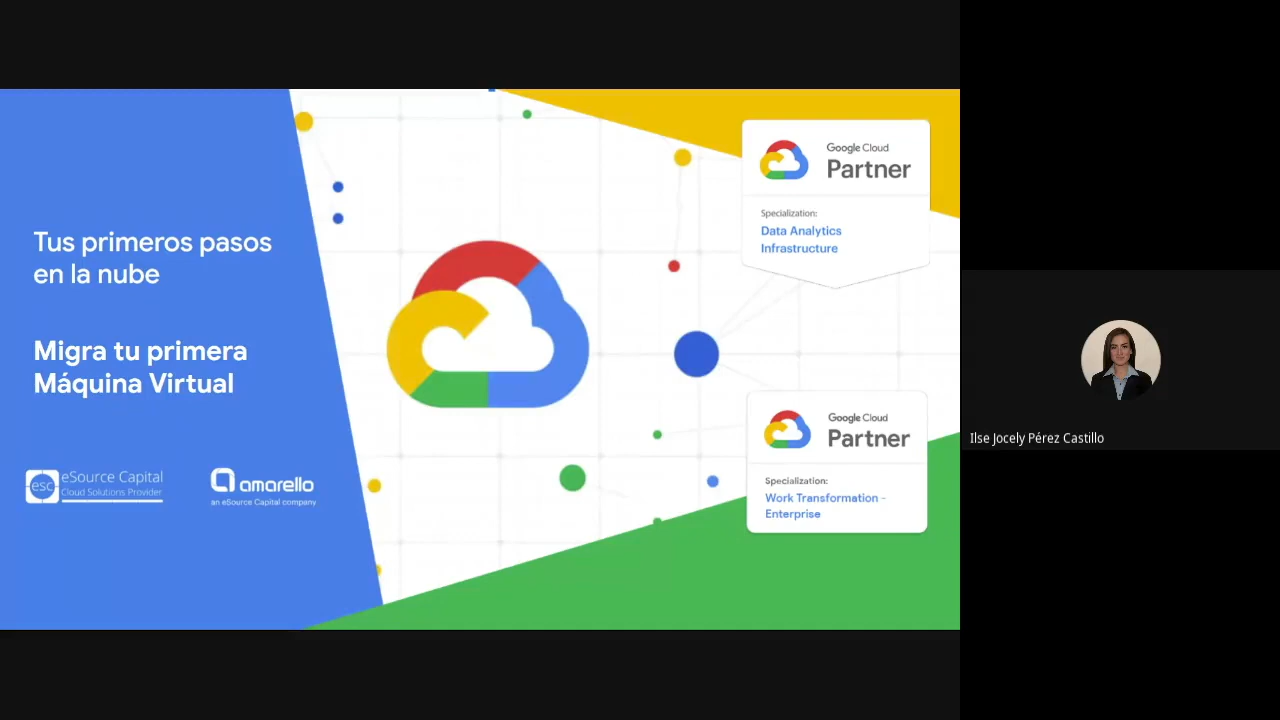 Tus primeros pasos
en la nube
Migra tu primera
Máquina Virtual
esc
eSource Capital
Cloud Solutions Provider
amarello
an eSource Capital company
Google Cloud
Partner
Specialization:
Data Analytics
Infrastructure
Google Cloud
Partner
Specialization:
Work Transformation -
Enterprise
Ilse Jocely Pérez Castillo